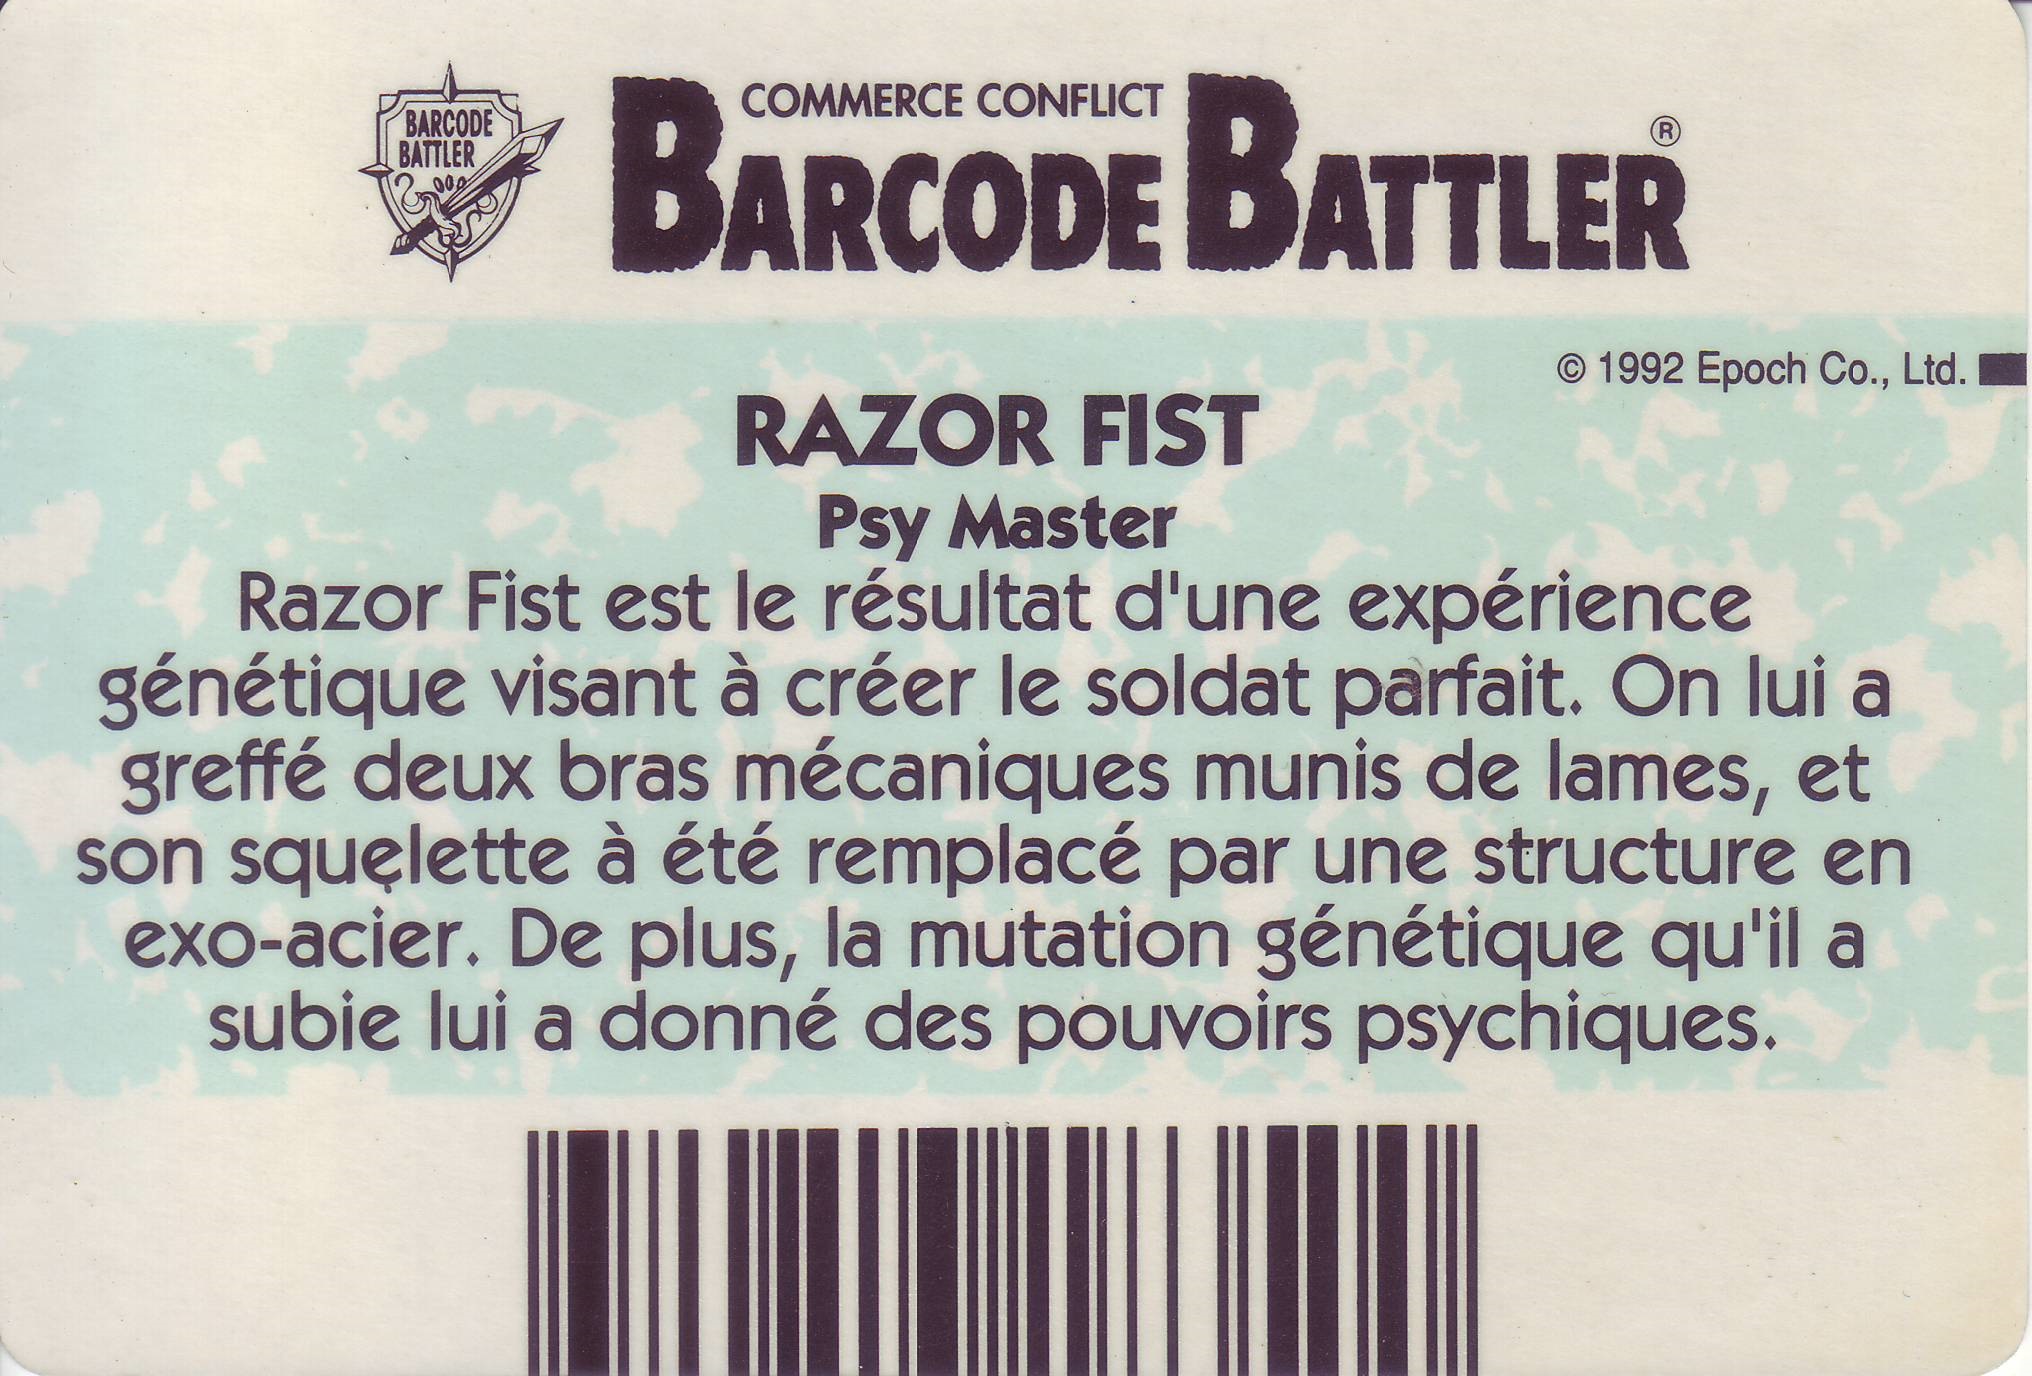 BARCODE
BATTLER
COMMERCE CONFLICT
BARCODE BATTLER ®
© 1992 Epoch Co., Ltd.
RAZOR FIST
Psy Master
Razor Fist est le résultat d'une expérience
génétique visant à créer le soldat parfait. On lui a
greffé deux bras mécaniques munis de lames, et
son squelette à été remplacé par une structure en
exo-acier. De plus, la mutation génétique qu'il a
subie lui a donné des pouvoirs psychiques.